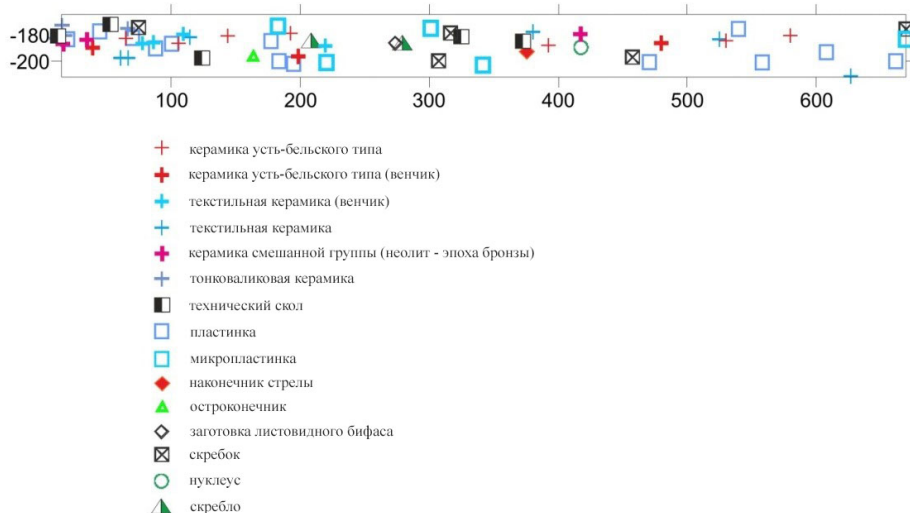 -180
-200
100 200 300 400 500 600
керамика усть-бельского типа
керамика усть-бельского типа (венчик)
текстильная керамика (венчик)
текстильная керамика
керамика смешанной группы (неолит - эпоха бронзы)
тонковаликовая керамика
технический скол
пластинка
микропластинка
наконечник стрелы
остроконечник
заготовка листовидного бифаса
скребок
нуклеус
скребло